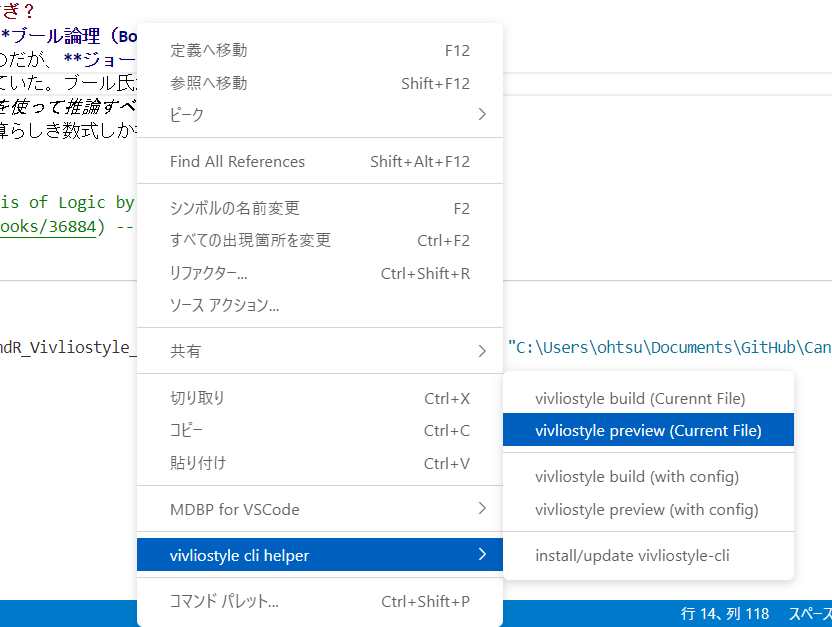 ぎ？
**ブール論理（Bo
のだが、**ジョー
ていた。ブール氏
を使って推論すべ
算らしき数式しか
is of Logic by
ooks/36884) --
ndR_Vivliostyle_
"C:\Users\ohtsu\Documents\GitHub\Can
定義へ移動 F12
参照へ移動 Shift+F12
ピーク
Find All References Shift+Alt+F12
シンボルの名前変更 F2
すべての出現箇所を変更 Ctrl+F2
リファクター... Ctrl+Shift+R
ソース アクション...
共有
切り取り Ctrl+X
コピー Ctrl+C
貼り付け Ctrl+V
MDBP for VSCode
vivliostyle cli helper
コマンド パレット... Ctrl+Shift+P
vivliostyle build (Curennt File)
vivliostyle preview (Current File)
vivliostyle build (with config)
vivliostyle preview (with config)
install/update vivliostyle-cli
行 14、列 118 スペース